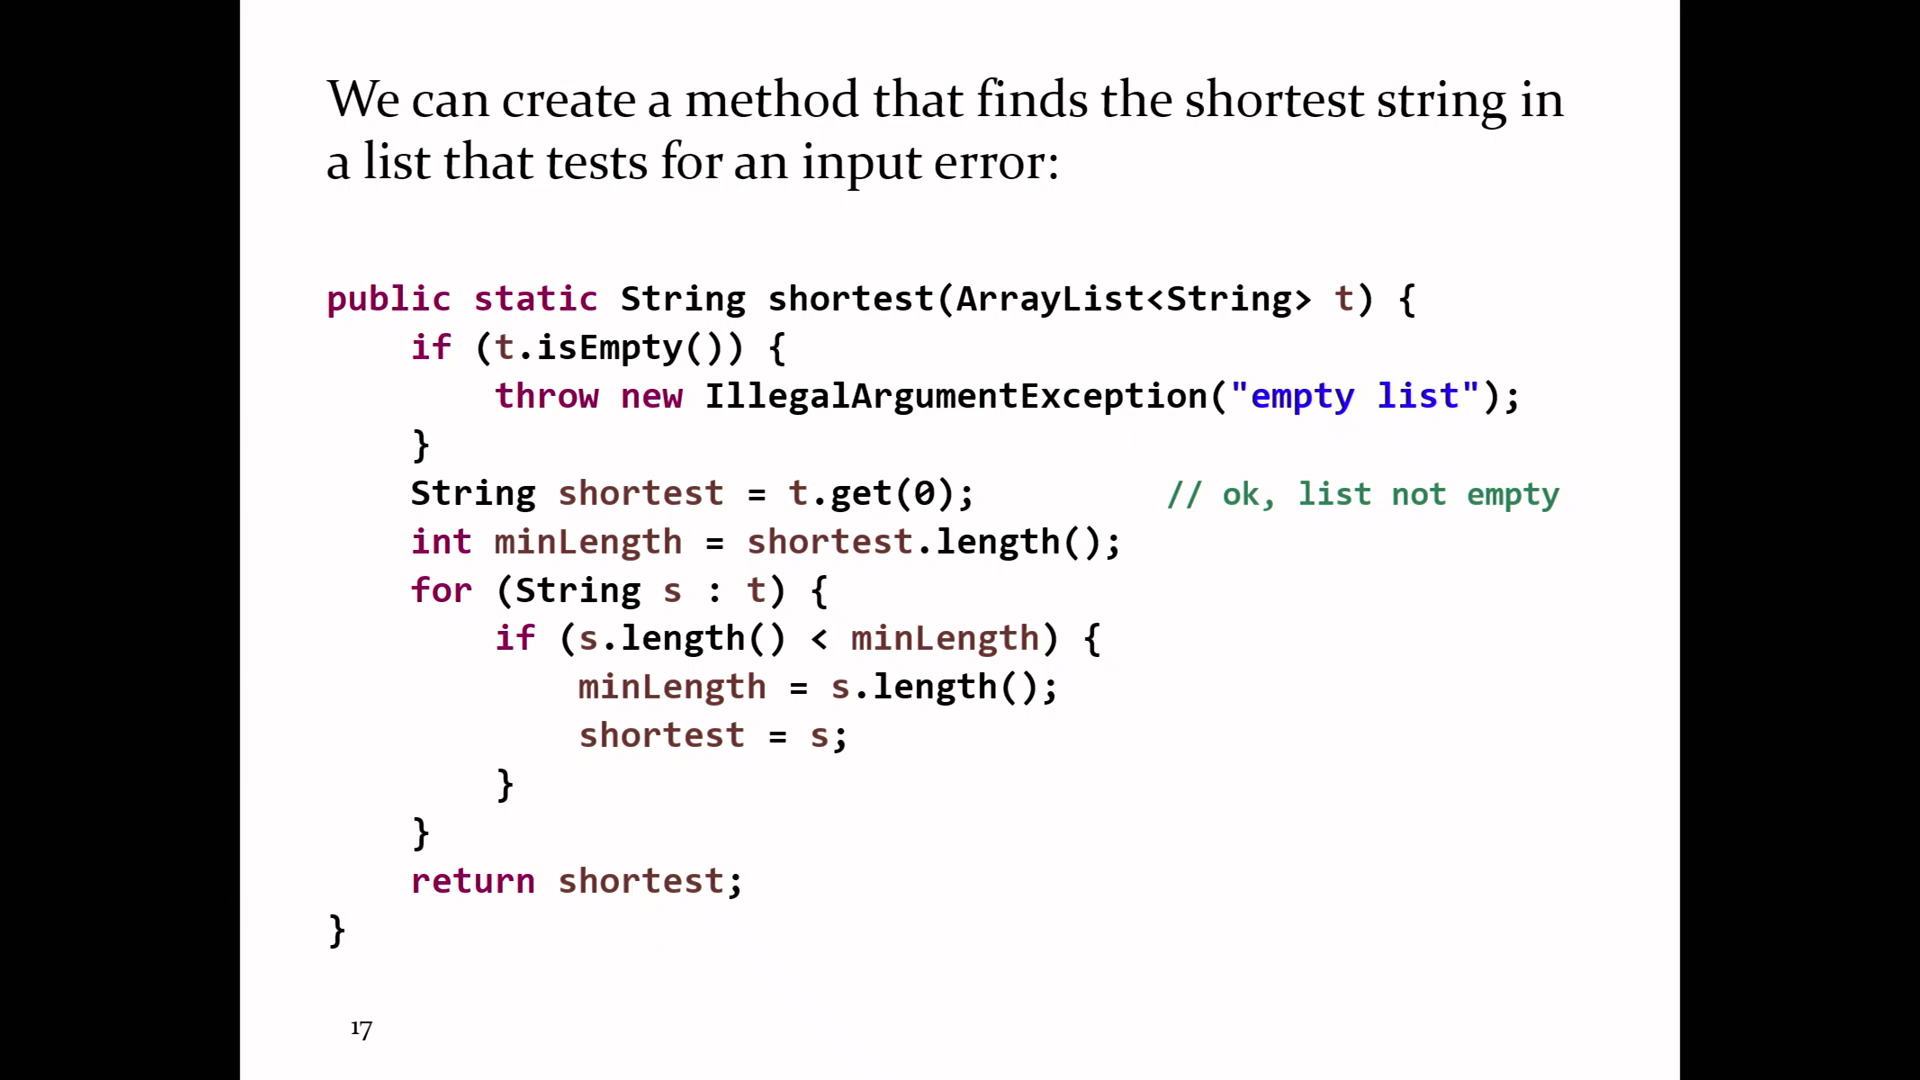 We can create a method that finds the shortest string in
a list that tests for an input error:
public static String shortest(ArrayList<String> t) {
    if (t.isEmpty()) {
        throw new IllegalArgumentException("empty list");
    }
    String shortest = t.get(0);         // ok, list not empty
    int minLength = shortest.length();
    for (String s : t) {
        if (s.length() < minLength) {
            minLength = s.length();
            shortest = s;
        }
    }
    return shortest;
}
17